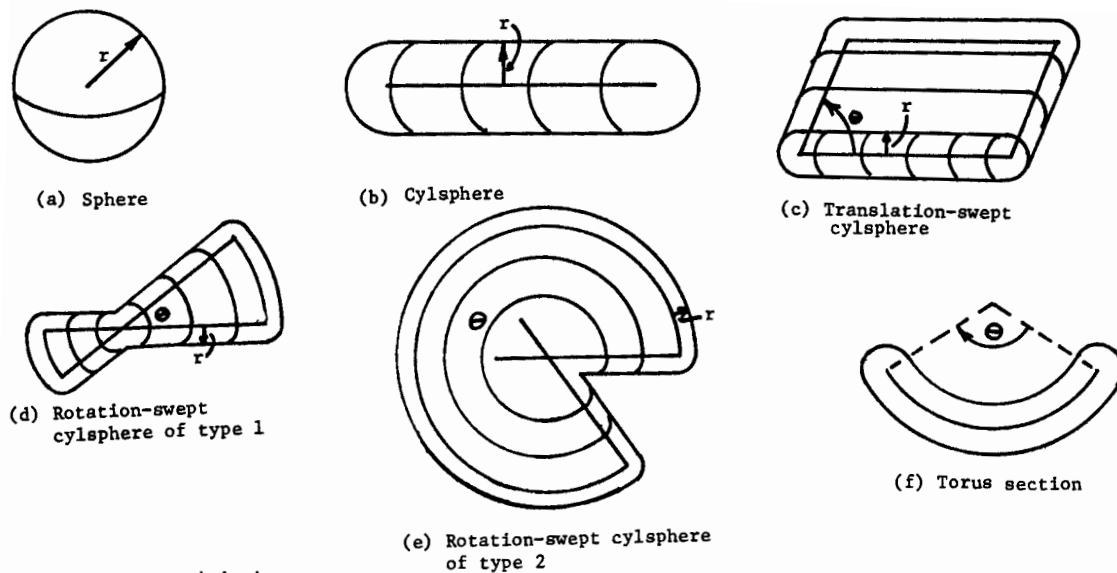 r
(a) Sphere
r
(b) Cylsphere
θ
r
(c) Translation-swept
cylsphere
θ
r
(d) Rotation-swept
cylsphere of type 1
θ
r
(e) Rotation-swept cylsphere
of type 2
θ
(f) Torus section